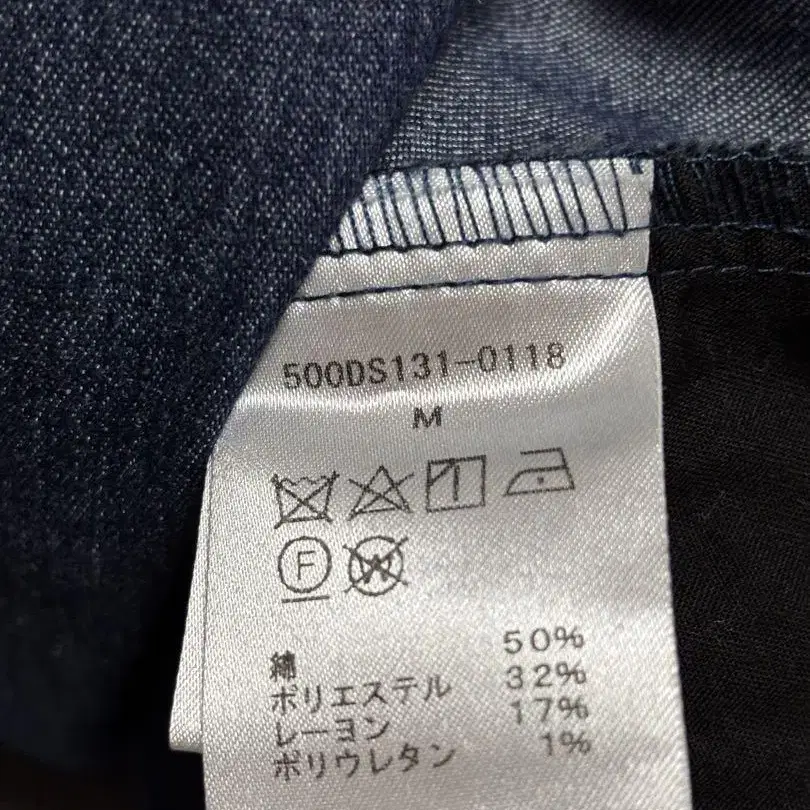 500DS131-0118
M
F
W
綿 50%
ポリエステル 32%
レーヨン 17%
ポリウレタン 1%